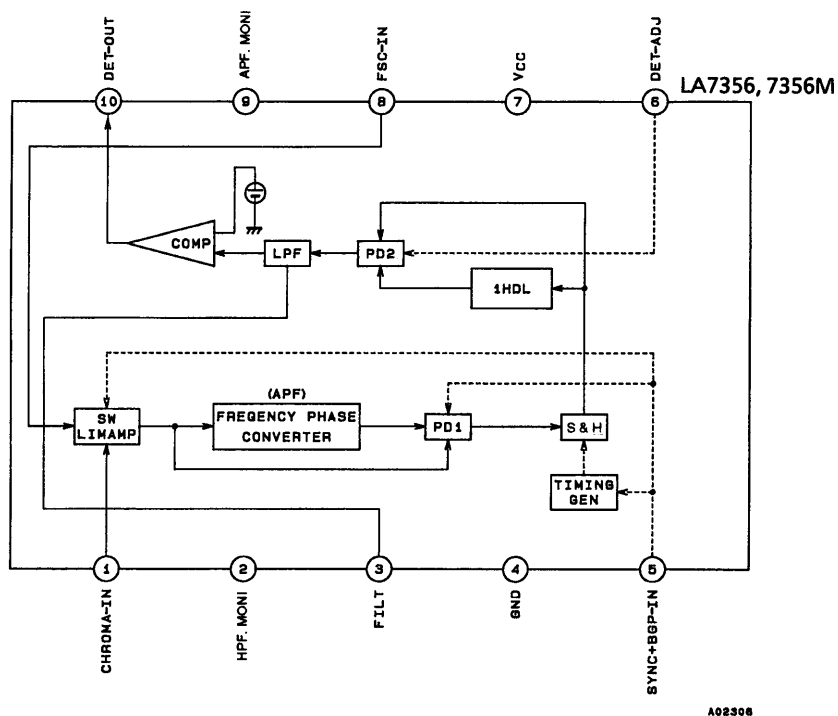 DET-OUT
APF. MONI
FSC-IN
VCC
DET-ADJ
LA7356, 7356M
10
9
8
7
6
COMP
LPF
PD2
1HDL
(APF)
SW
LIMAMP
FREGENCY PHASE
CONVERTER
PD1
S&H
TIMING
GEN
1
2
3
4
5
CHROMA-IN
HPF. MONI
FILT
GND
SYNC+BGP-IN
A02306